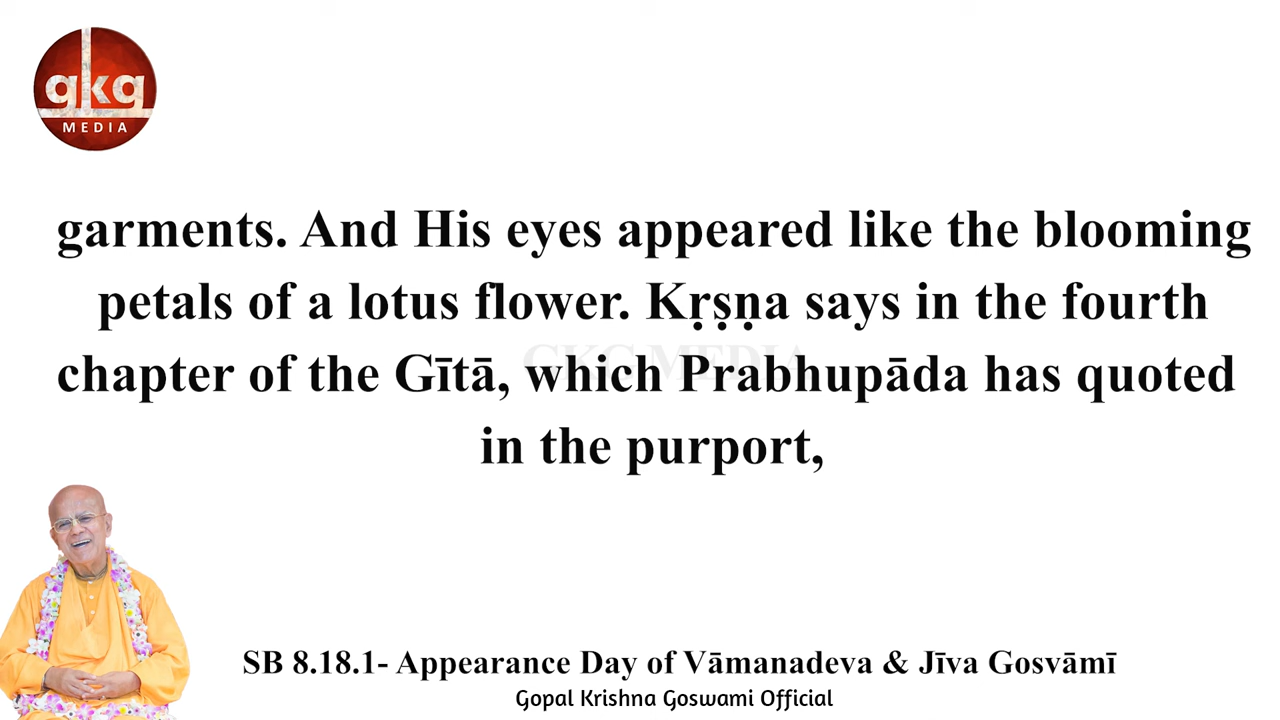 gkg
MEDIA
garments. And His eyes appeared like the blooming
petals of a lotus flower. Kṛṣṇa says in the fourth
GKG MEDIA
chapter of the Gītā, which Prabhupāda has quoted
in the purport,
SB 8.18.1- Appearance Day of Vāmanadeva & Jīva Gosvāmī
Gopal Krishna Goswami Official